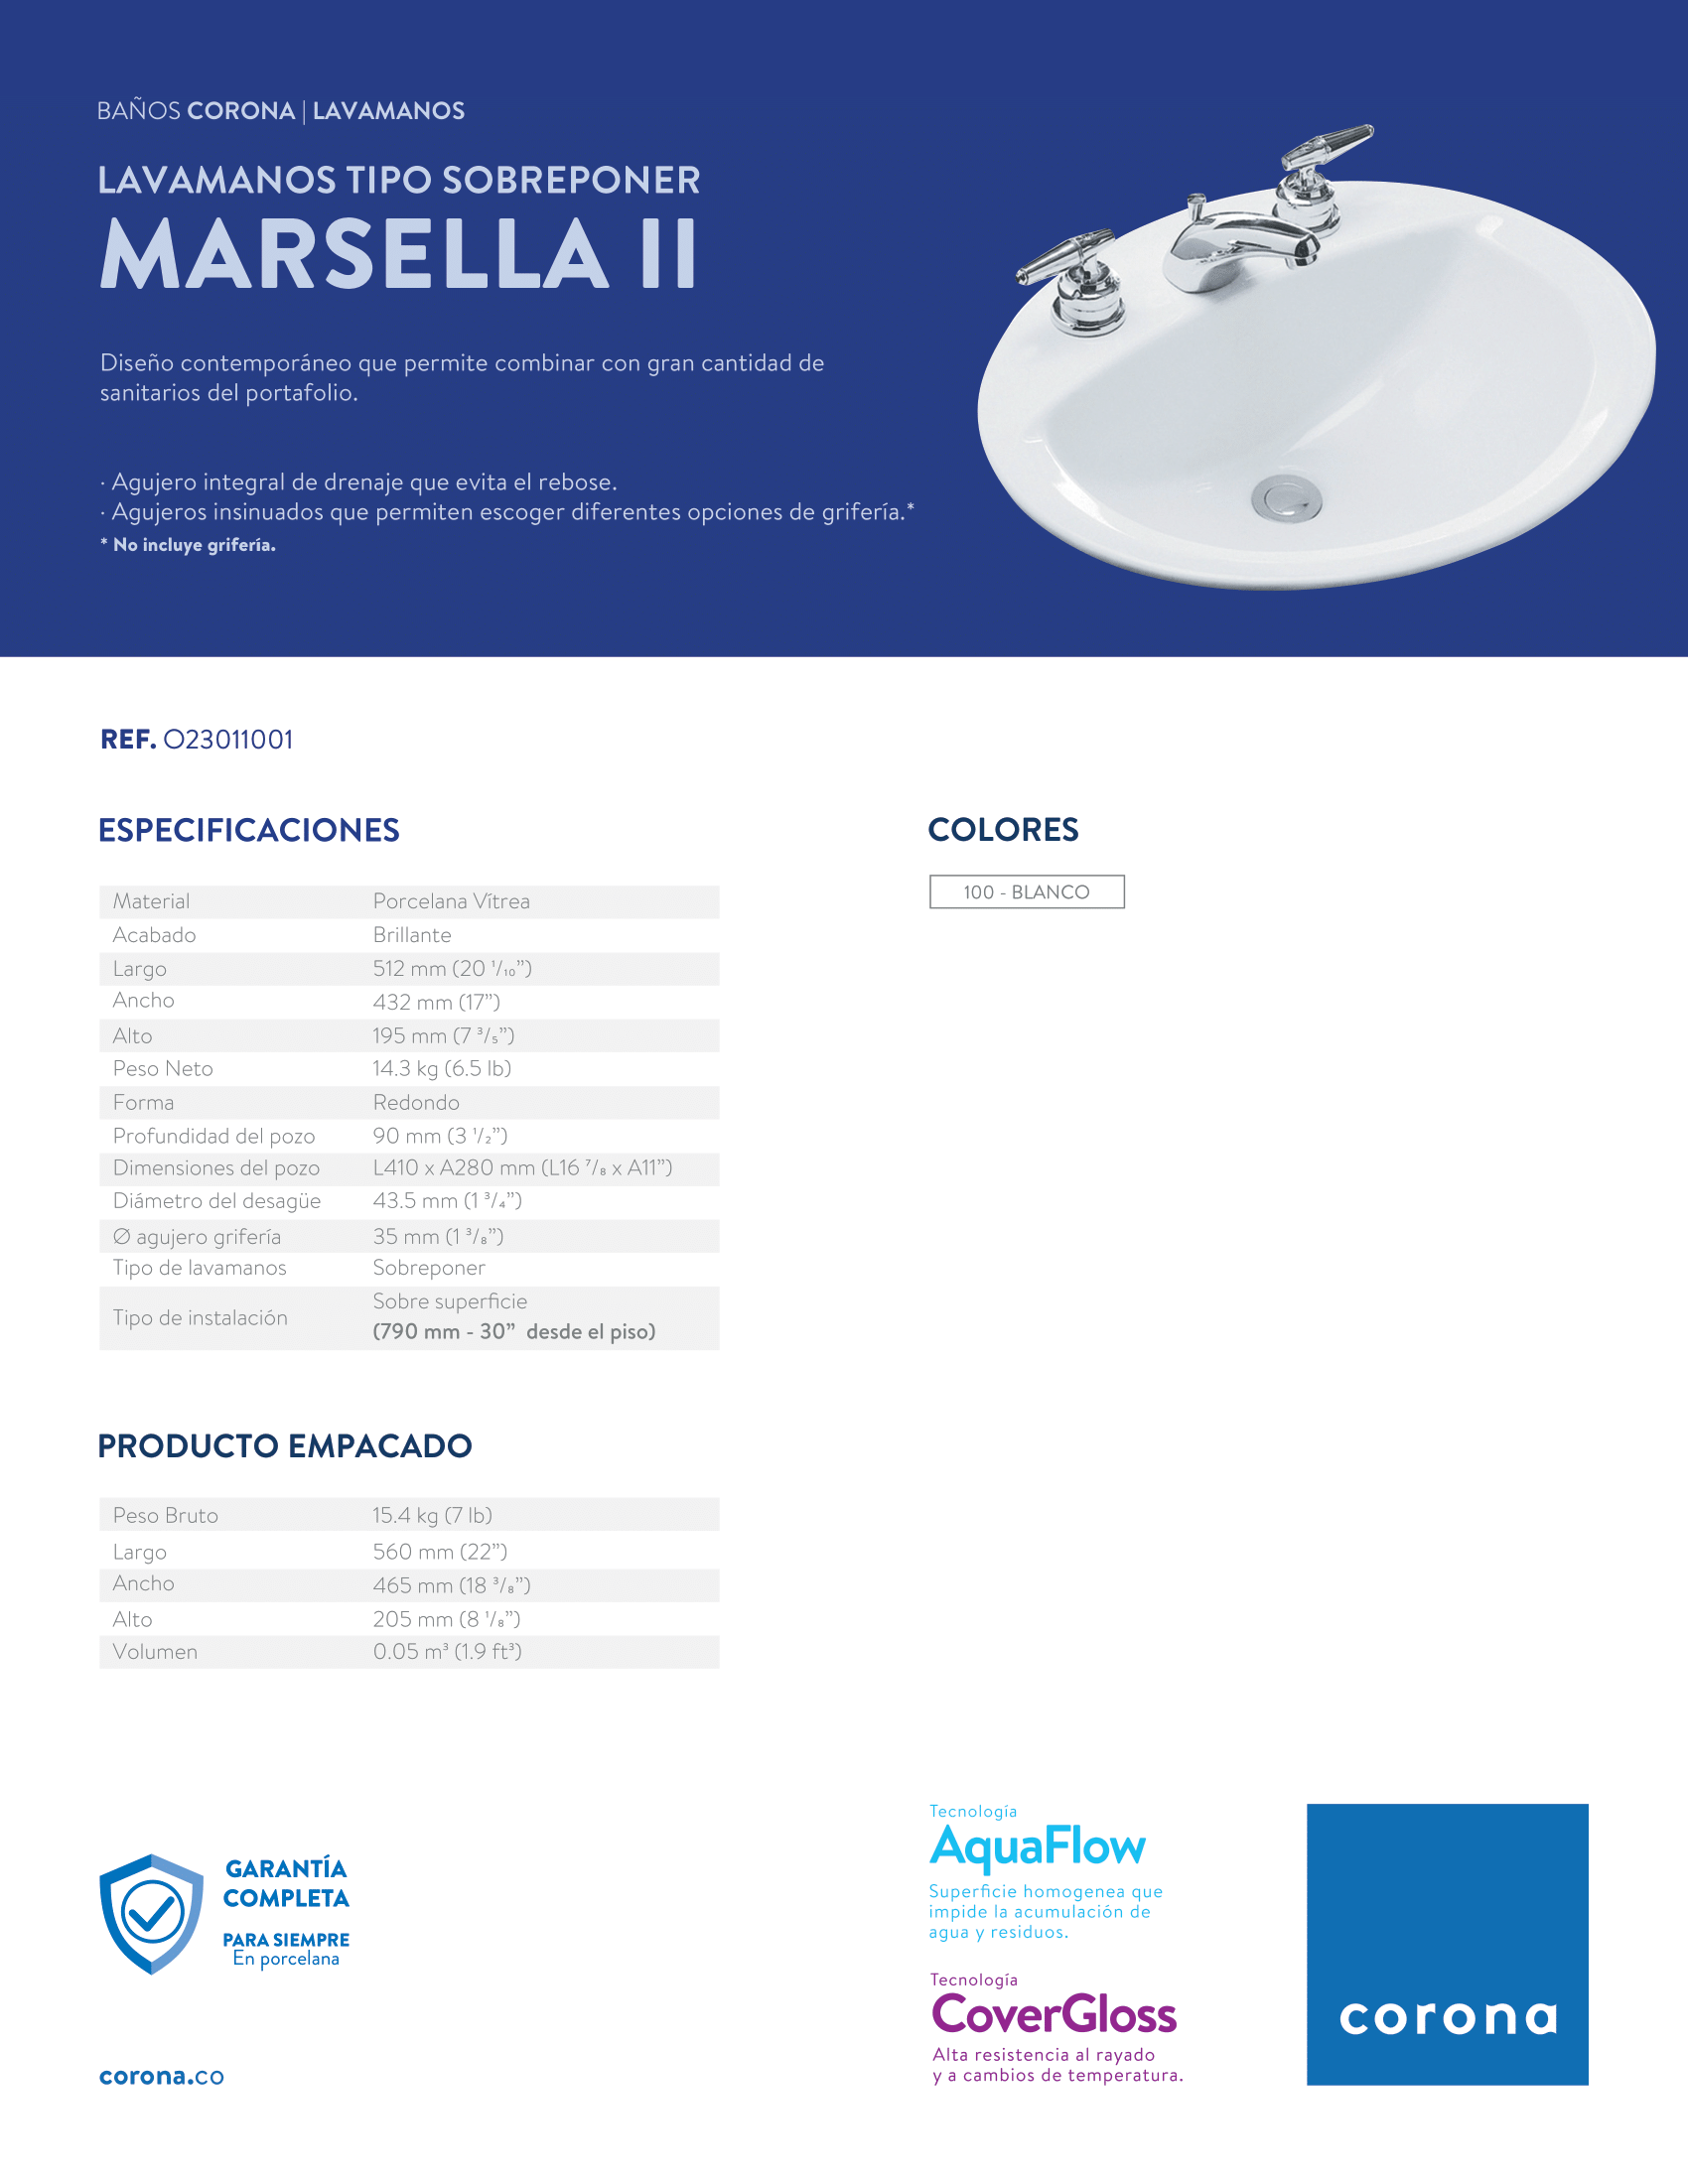 BAÑOS CORONA | LAVAMANOS
LAVAMANOS TIPO SOBREPONER
MARSELLA II
Diseño contemporáneo que permite combinar con gran cantidad de
sanitarios del portafolio.
· Agujero integral de drenaje que evita el rebose.
· Agujeros insinuados que permiten escoger diferentes opciones de grifería.*
* No incluye grifería.
REF. O23011001
ESPECIFICACIONES
Material Porcelana Vítrea
Acabado Brillante
Largo 512 mm (20 ¹/₁₀”)
Ancho 432 mm (17”)
Alto 195 mm (7 ³/₅”)
Peso Neto 14.3 kg (6.5 lb)
Forma Redondo
Profundidad del pozo 90 mm (3 ¹/₂”)
Dimensiones del pozo L410 x A280 mm (L16 ⁷/₈ x A11”)
Diámetro del desagüe 43.5 mm (1 ³/₄”)
Ø agujero grifería 35 mm (1 ³/₈”)
Tipo de lavamanos Sobreponer
Tipo de instalación Sobre superficie
(790 mm - 30” desde el piso)
COLORES
100 - BLANCO
PRODUCTO EMPACADO
Peso Bruto 15.4 kg (7 lb)
Largo 560 mm (22”)
Ancho 465 mm (18 ³/₈”)
Alto 205 mm (8 ¹/₈”)
Volumen 0.05 m³ (1.9 ft³)
GARANTÍA
COMPLETA
PARA SIEMPRE
En porcelana
corona.co
Tecnología
AquaFlow
Superficie homogenea que
impide la acumulación de
agua y residuos.
Tecnología
CoverGloss
Alta resistencia al rayado
y a cambios de temperatura.
corona